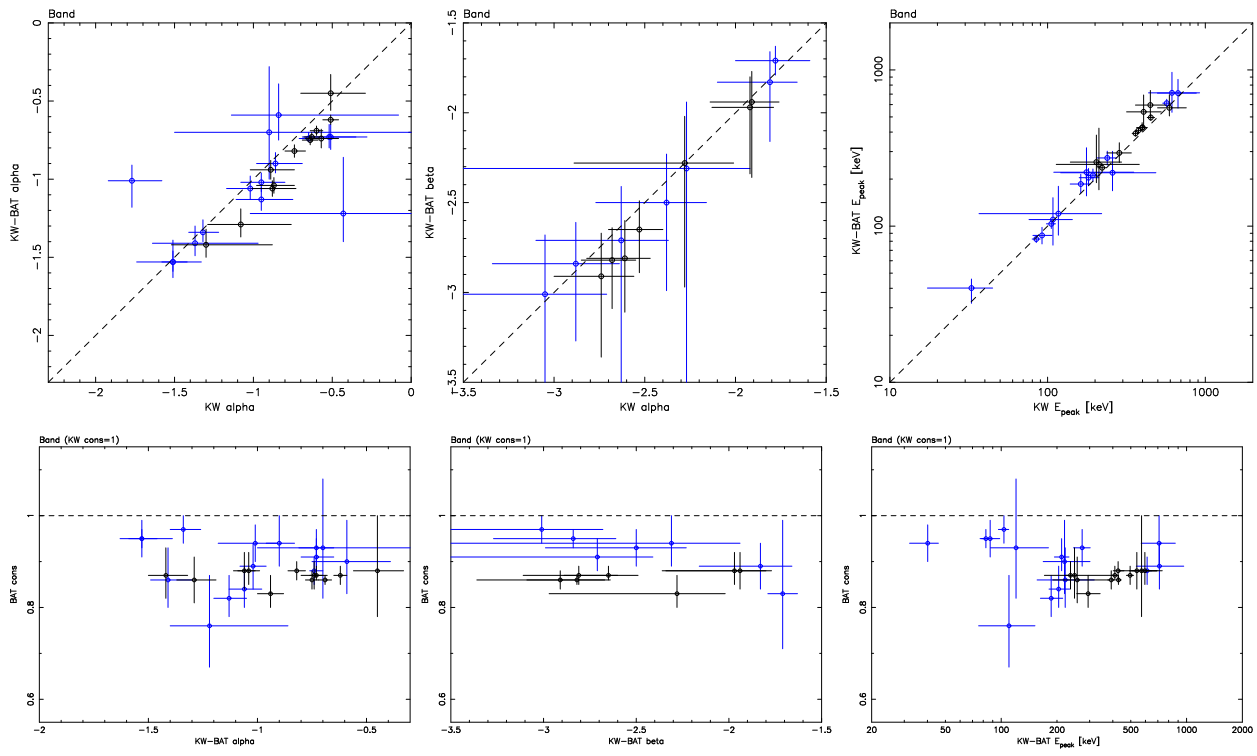 Band
0
−0.5
−1
−1.5
−2
KW−BAT alpha
−2
−1.5
−1
−0.5
0
KW alpha
Band
−1.5
−2
−2.5
−3
−3.5
KW−BAT beta
−3.5
−3
−2.5
−2
−1.5
KW alpha
Band
1000
100
10
KW−BAT E_peak [keV]
10
100
1000
KW E_peak [keV]
Band (KW cons=1)
1
0.8
0.6
BAT cons
−2
−1.5
−1
−0.5
KW−BAT alpha
Band (KW cons=1)
1
0.8
0.6
BAT cons
−3.5
−3
−2.5
−2
−1.5
KW−BAT beta
Band (KW cons=1)
1
0.8
0.6
BAT cons
20
50
100
200
500
1000
2000
KW−BAT E_peak [keV]